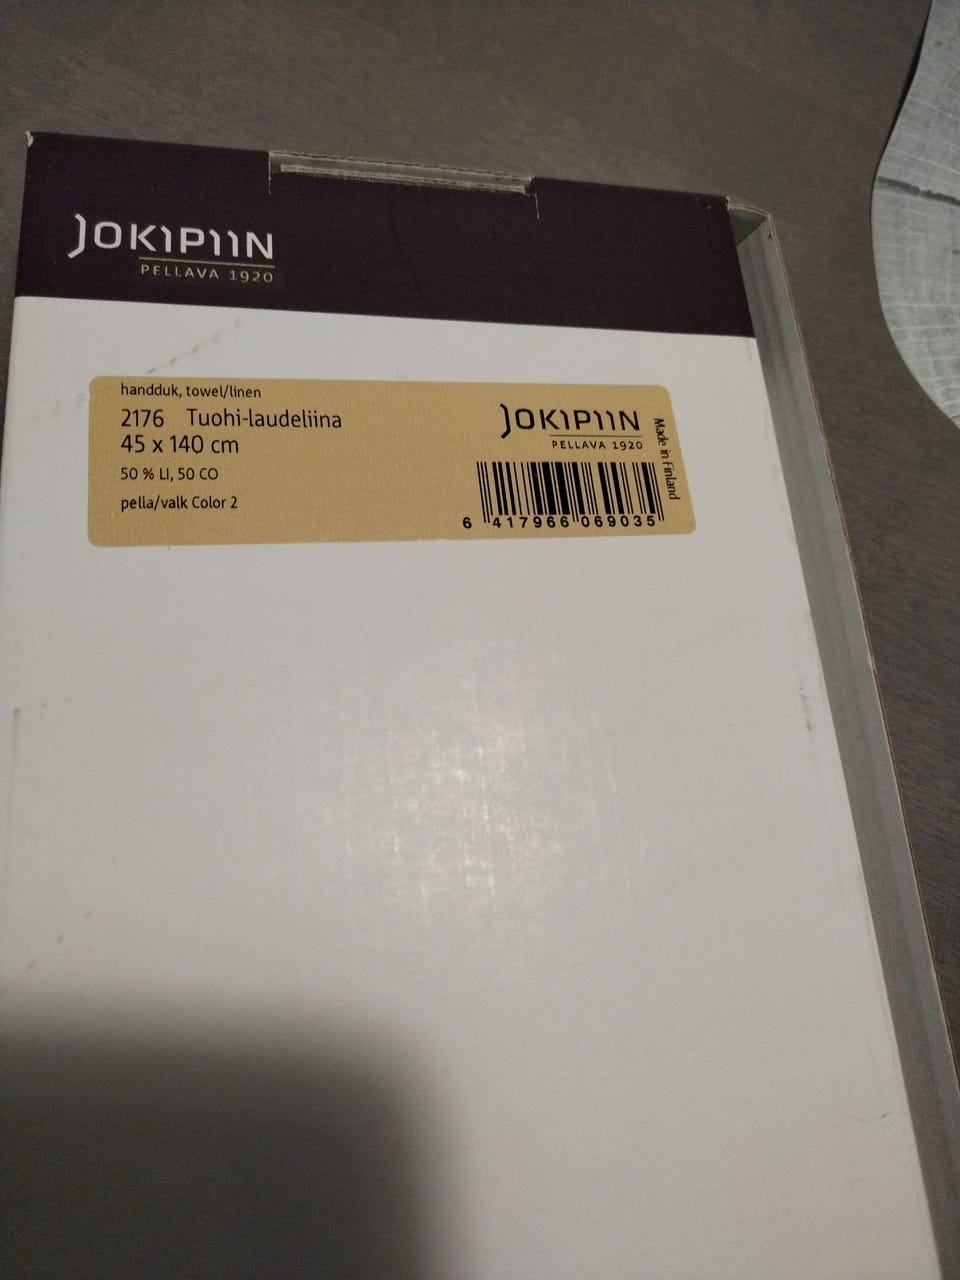 JOKIPIIN
PELLAVA 1920
handduk, towel/linen
2176 Tuohi-laudeliina
45 x 140 cm
50 % LI, 50 CO
pella/valk Color 2
JOKIPIIN
PELLAVA 1920
6 417966 069035
Made in Finland